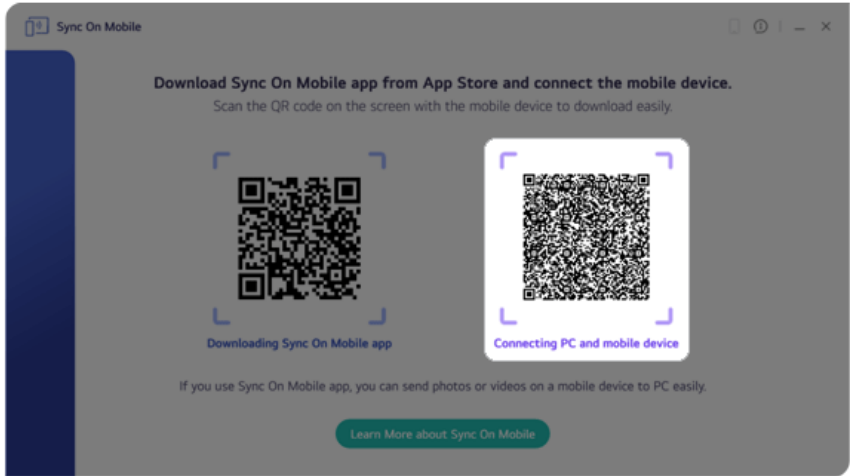 Sync On Mobile
Download Sync On Mobile app from App Store and connect the mobile device.
Scan the QR code on the screen with the mobile device to download easily.
Downloading Sync On Mobile app
Connecting PC and mobile device
If you use Sync On Mobile app, you can send photos or videos on a mobile device to PC easily.
Learn More about Sync On Mobile